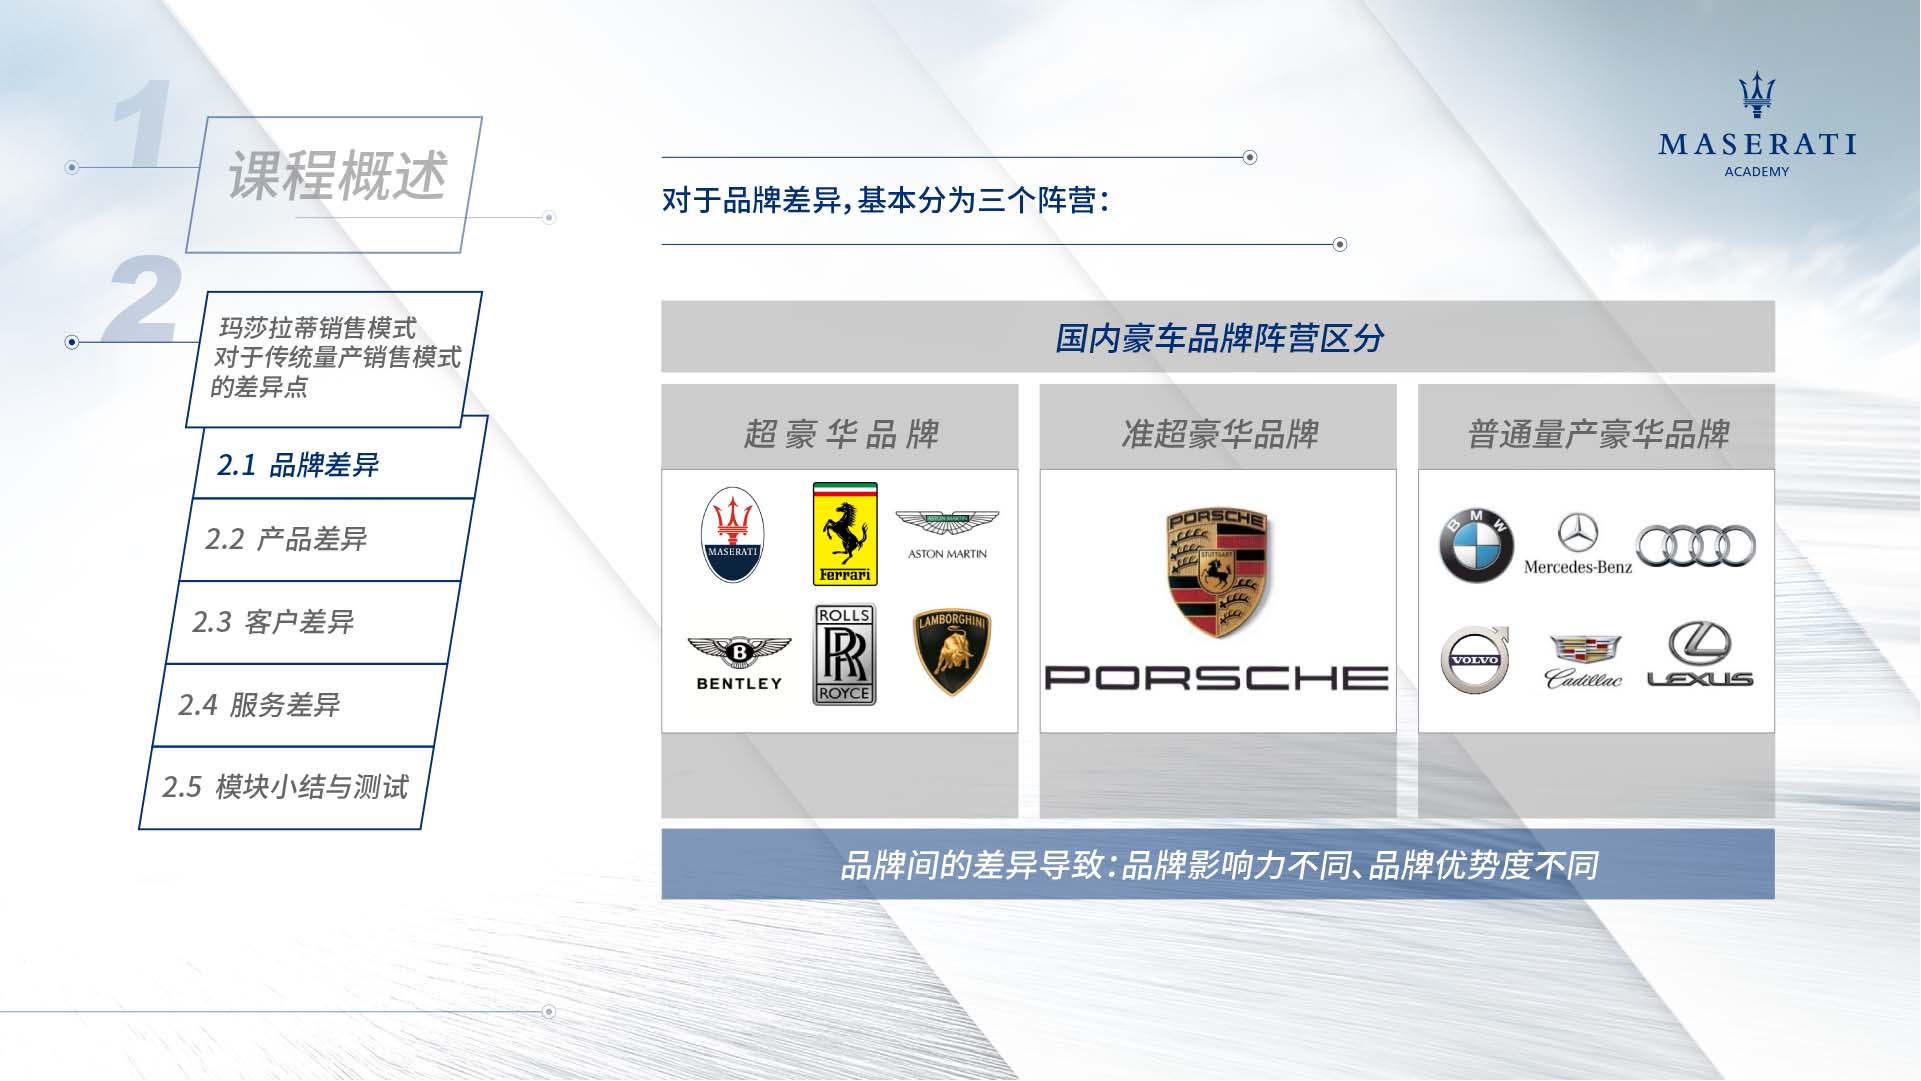 1
课程概述
2
玛莎拉蒂销售模式
对于传统量产销售模式
的差异点
2.1 品牌差异
2.2 产品差异
2.3 客户差异
2.4 服务差异
2.5 模块小结与测试
MASERATI
ACADEMY
对于品牌差异，基本分为三个阵营：
国内豪车品牌阵营区分
超豪华品牌
MASERATI
Ferrari
ASTON MARTIN
ASTON MARTIN
B
BENTLEY
ROLLS
RR
ROYCE
LAMBORGHINI
准超豪华品牌
PORSCHE
STUTTGART
PORSCHE
普通量产豪华品牌
BMW
Mercedes-Benz
VOLVO
Cadillac
LEXUS
品牌间的差异导致：品牌影响力不同、品牌优势度不同